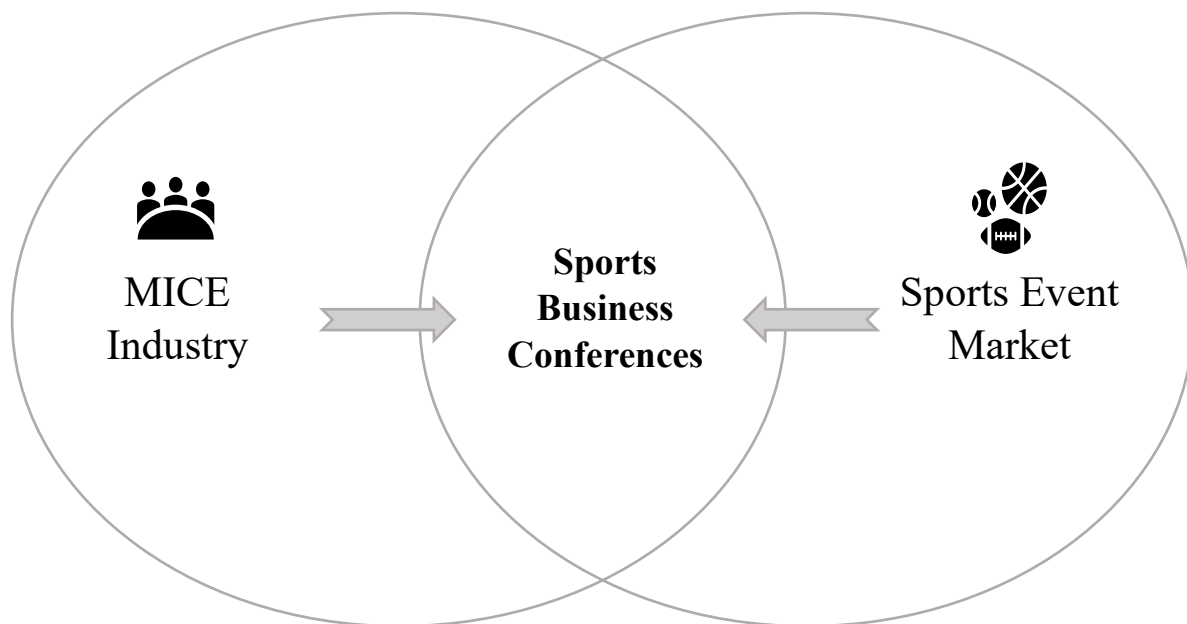 MICE
Industry
Sports
Business
Conferences
Sports Event
Market